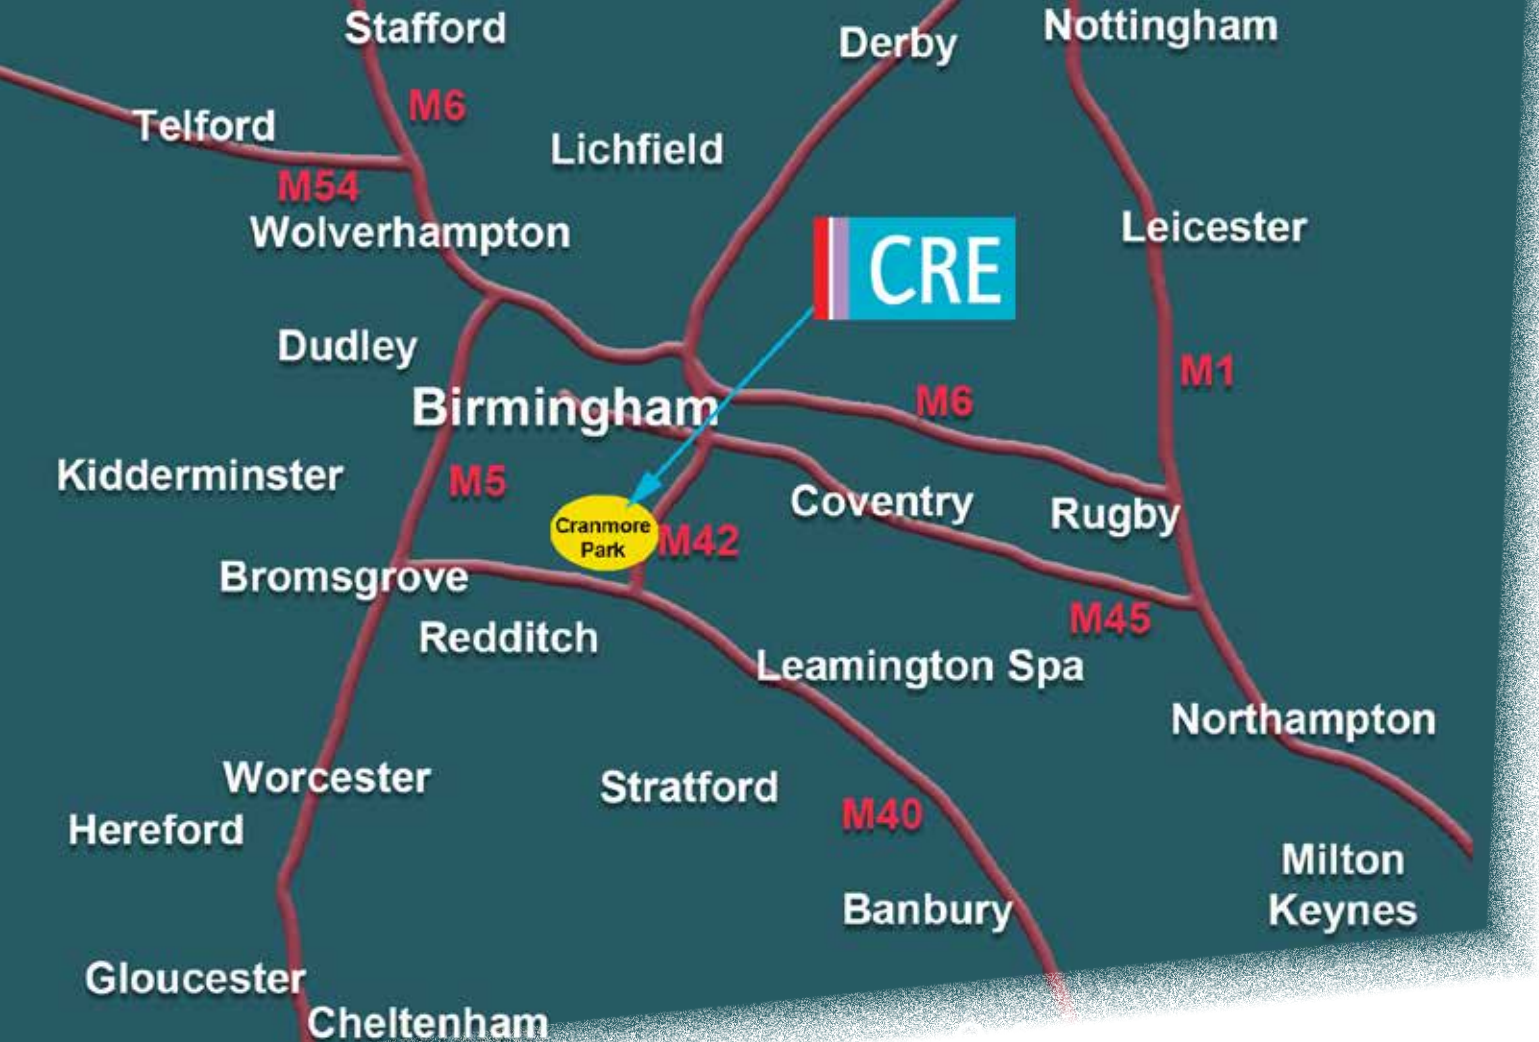 Stafford
Derby
Nottingham
M6
Telford
Lichfield
M54
Wolverhampton
Leicester
CRE
Dudley
M1
Birmingham
M6
Kidderminster
M5
Coventry
Rugby
Cranmore
Park
M42
Bromsgrove
M45
Redditch
Leamington Spa
Northampton
Worcester
Stratford
M40
Hereford
Milton
Keynes
Banbury
Gloucester
Cheltenham